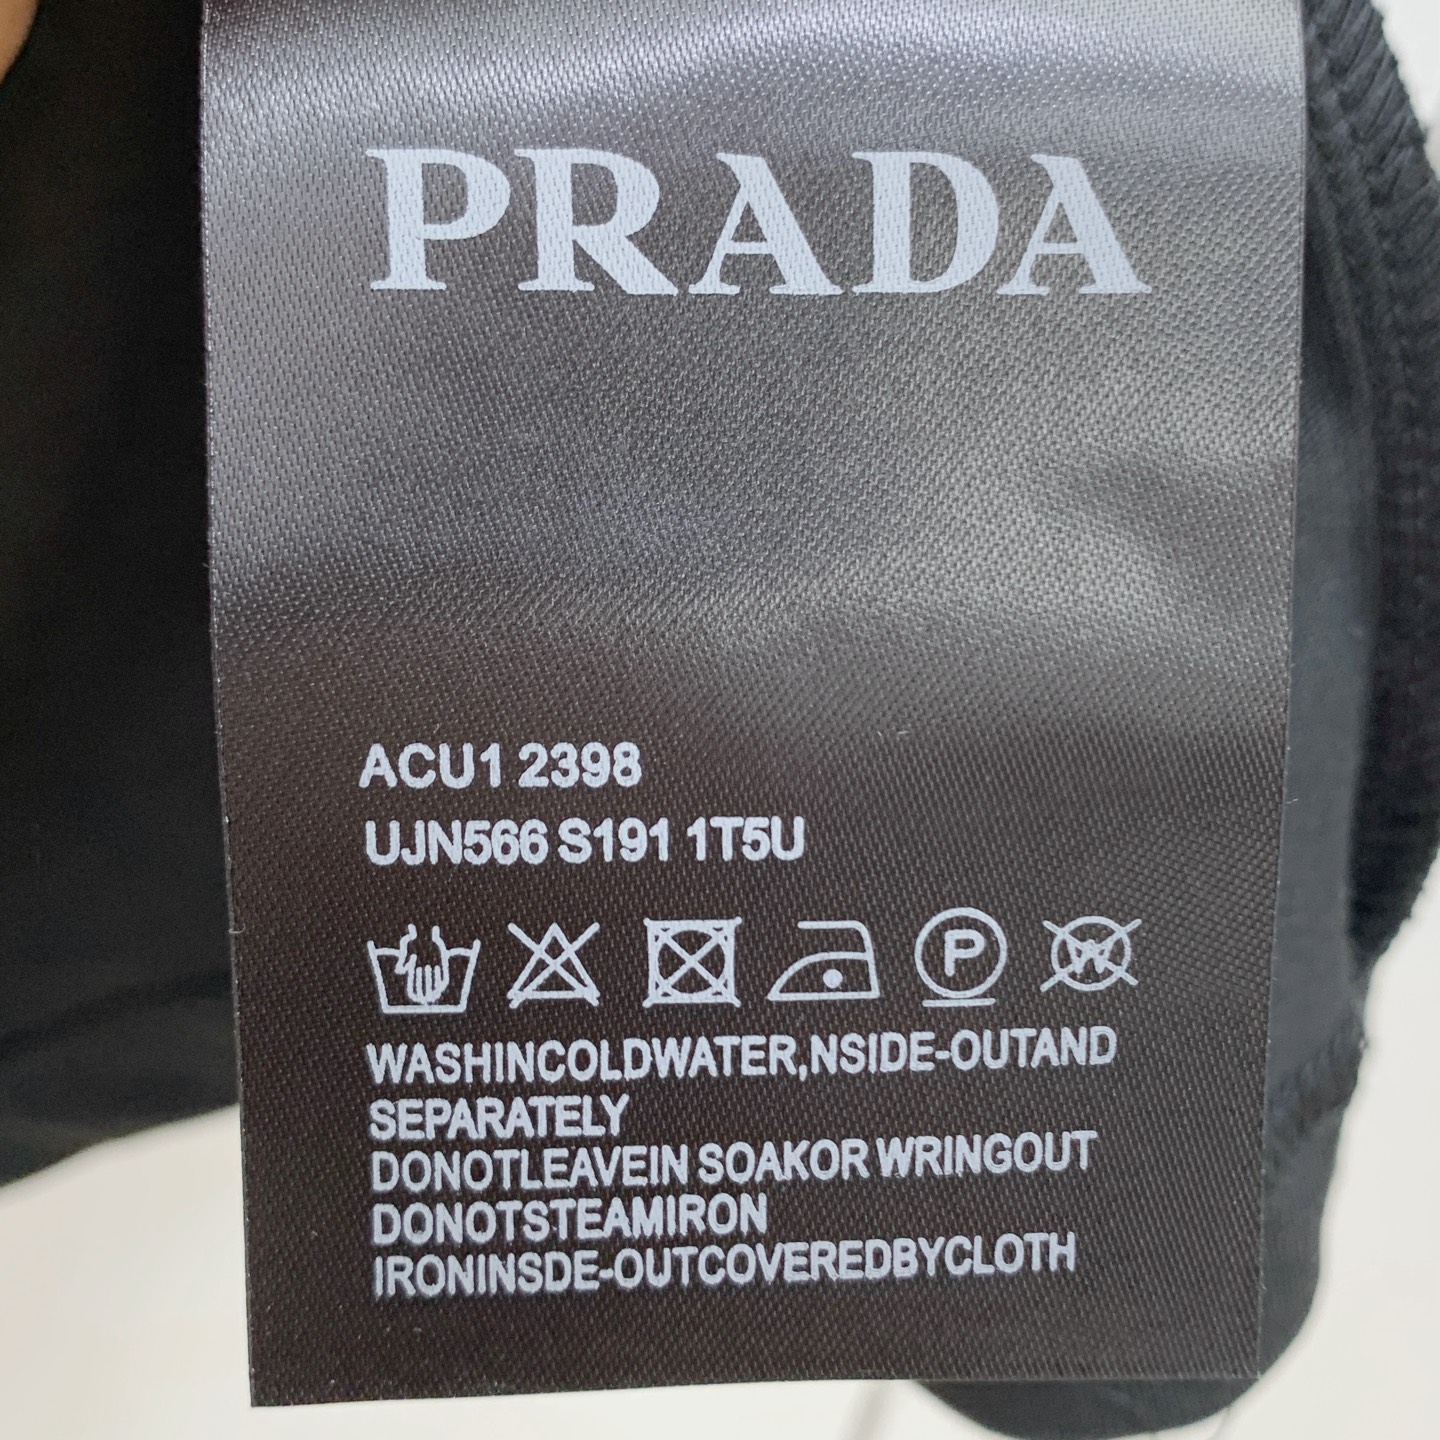 PRADA
ACU1 2398
UJN566 S191 1T5U
P
W
WASHINCOLDWATER,NSIDE-OUTAND
SEPARATELY
DONOTLEAVEIN SOAKOR WRINGOUT
DONOTSTEAMIRON
IRONINSDE-OUTCOVEREDBYCLOTH